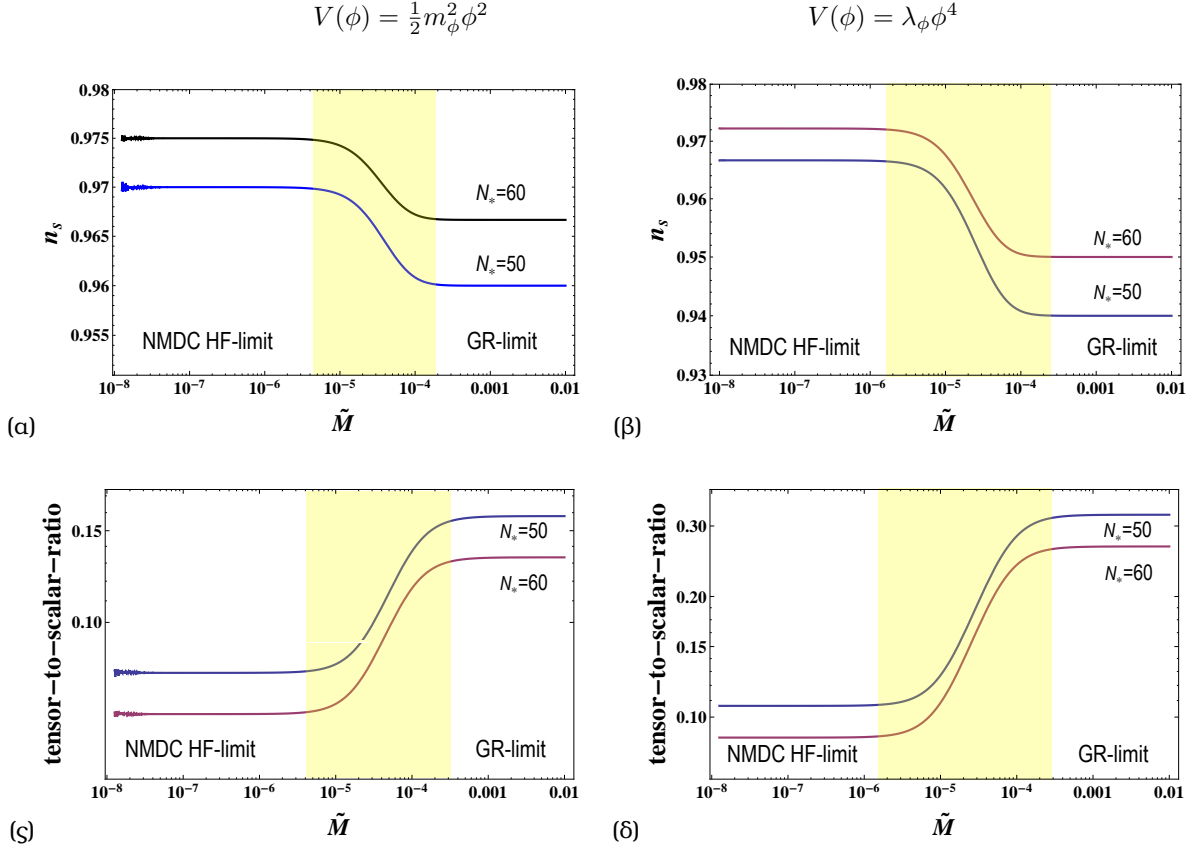 V(ϕ) = ½m²_ϕϕ²
V(ϕ) = λ_ϕϕ⁴
n_s
0.98
0.975
0.97
0.965
0.96
0.955
N_*=60
N_*=50
NMDC HF-limit
GR-limit
10⁻⁸ 10⁻⁷ 10⁻⁶ 10⁻⁵ 10⁻⁴ 0.001 0.01
M̃
(α)
n_s
0.98
0.97
0.96
0.95
0.94
0.93
N_*=60
N_*=50
NMDC HF-limit
GR-limit
10⁻⁸ 10⁻⁷ 10⁻⁶ 10⁻⁵ 10⁻⁴ 0.001 0.01
M̃
(β)
tensor−to−scalar−ratio
0.15
0.10
N_*=50
N_*=60
NMDC HF-limit
GR-limit
10⁻⁸ 10⁻⁷ 10⁻⁶ 10⁻⁵ 10⁻⁴ 0.001 0.01
M̃
(ς)
tensor−to−scalar−ratio
0.30
0.20
0.15
0.10
N_*=50
N_*=60
NMDC HF-limit
GR-limit
10⁻⁸ 10⁻⁷ 10⁻⁶ 10⁻⁵ 10⁻⁴ 0.001 0.01
M̃
(δ)